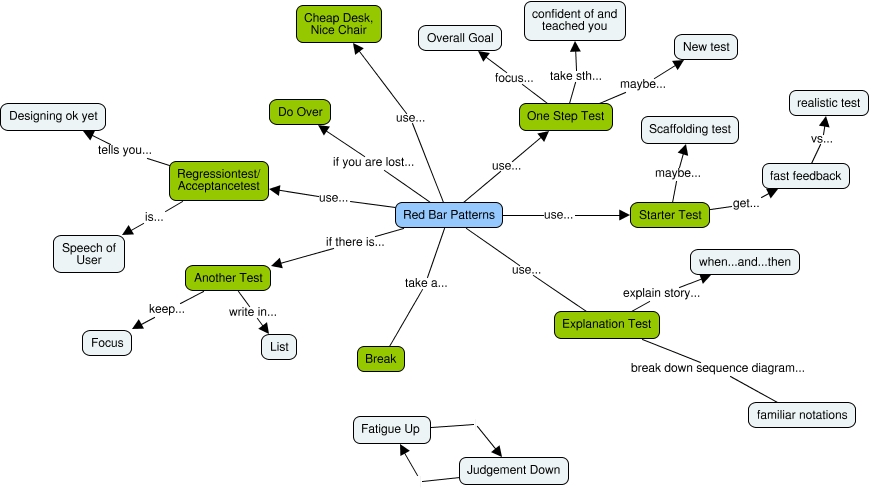 Cheap Desk,
Nice Chair
confident of and
teached you
Overall Goal
New test
focus...
take sth...
maybe...
Designing ok yet
Do Over
use...
One Step Test
realistic test
Scaffolding test
tells you...
if you are lost...
use...
vs...
Regressiontest/
Acceptancetest
maybe...
fast feedback
use...
Red Bar Patterns
use...
Starter Test
get...
is...
Speech of
User
if there is...
when...and...then
Another Test
take a...
use...
explain story...
keep...
write in...
Explanation Test
Focus
List
Break
break down sequence diagram...
familiar notations
Fatigue Up
Judgement Down